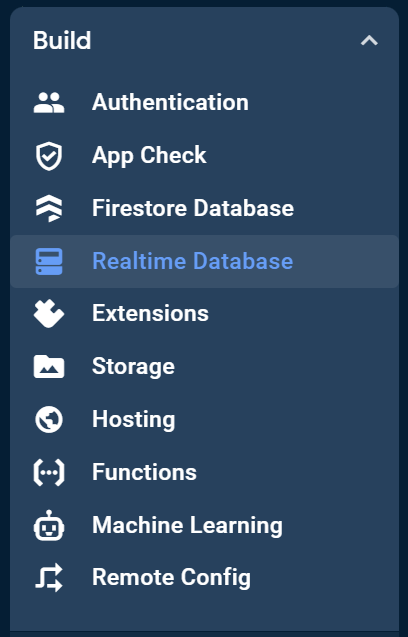 Build
Authentication
App Check
Firestore Database
Realtime Database
Extensions
Storage
Hosting
Functions
Machine Learning
Remote Config